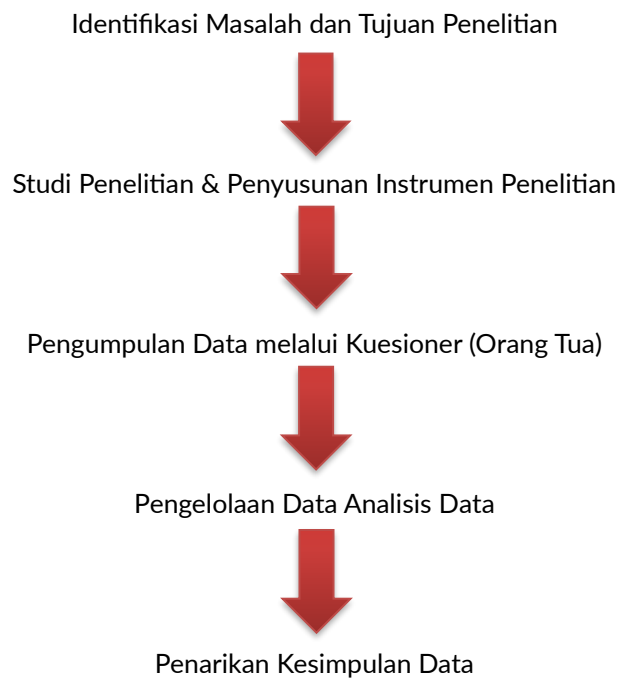 Identifikasi Masalah dan Tujuan Penelitian
Studi Penelitian & Penyusunan Instrumen Penelitian
Pengumpulan Data melalui Kuesioner (Orang Tua)
Pengelolaan Data Analisis Data
Penarikan Kesimpulan Data